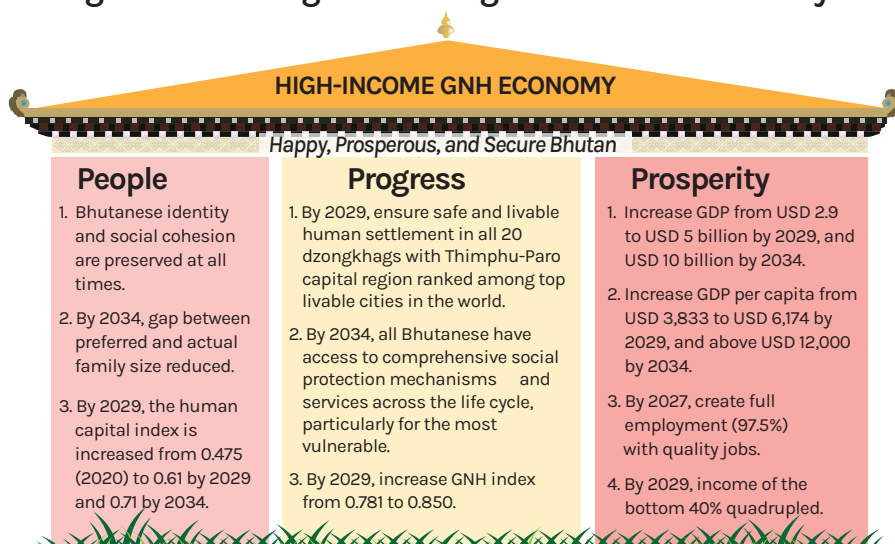 HIGH-INCOME GNH ECONOMY
Happy, Prosperous, and Secure Bhutan
People
1. Bhutanese identity
and social cohesion
are preserved at all
times.
2. By 2034, gap between
preferred and actual
family size reduced.
3. By 2029, the human
capital index is
increased from 0.475
(2020) to 0.61 by 2029
and 0.71 by 2034.
Progress
1. By 2029, ensure safe and livable
human settlement in all 20
dzongkhags with Thimphu-Paro
capital region ranked among top
livable cities in the world.
2. By 2034, all Bhutanese have
access to comprehensive social
protection mechanisms and
services across the life cycle,
particularly for the most
vulnerable.
3. By 2029, increase GNH index
from 0.781 to 0.850.
Prosperity
1. Increase GDP from USD 2.9
to USD 5 billion by 2029, and
USD 10 billion by 2034.
2. Increase GDP per capita from
USD 3,833 to USD 6,174 by
2029, and above USD 12,000
by 2034.
3. By 2027, create full
employment (97.5%)
with quality jobs.
4. By 2029, income of the
bottom 40% quadrupled.